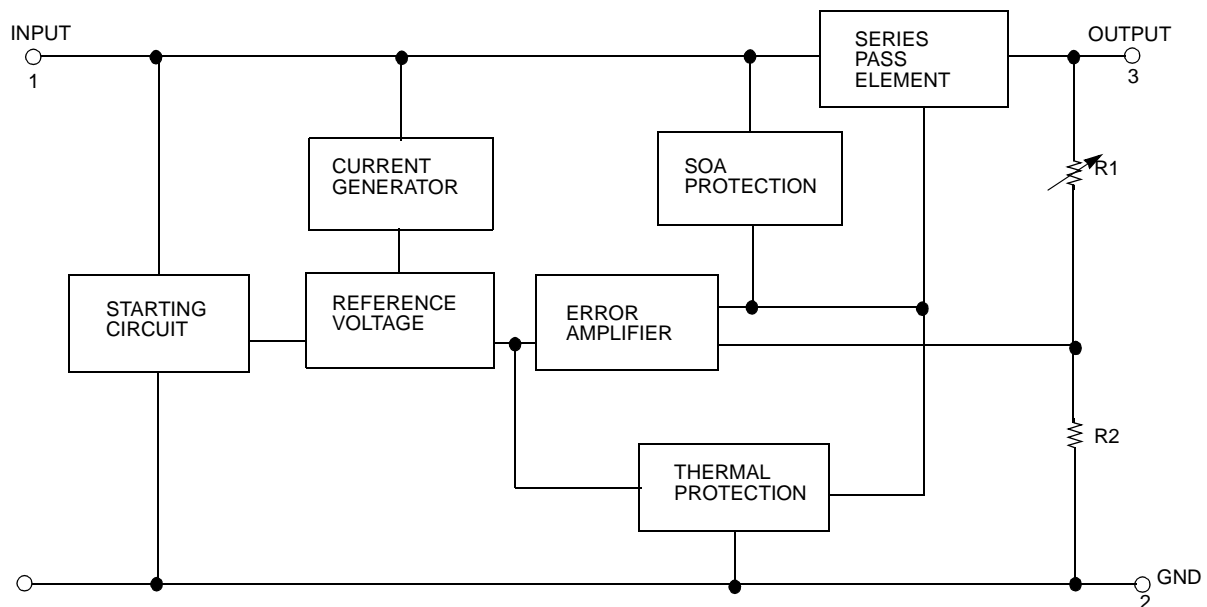 INPUT
1
SERIES
PASS
ELEMENT
OUTPUT
3
CURRENT
GENERATOR
SOA
PROTECTION
R1
STARTING
CIRCUIT
REFERENCE
VOLTAGE
ERROR
AMPLIFIER
R2
THERMAL
PROTECTION
GND
2